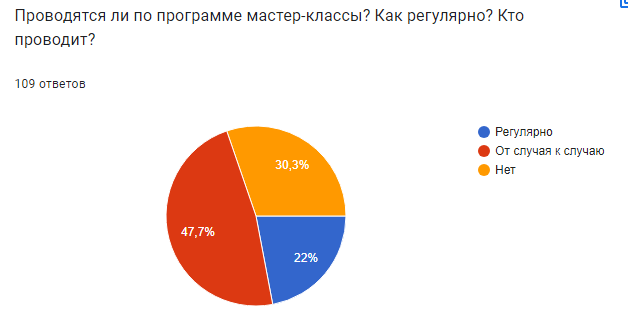 Проводятся ли по программе мастер-классы? Как регулярно? Кто
проводит?
109 ответов
Регулярно
От случая к случаю
Нет
30,3%
47,7%
22%